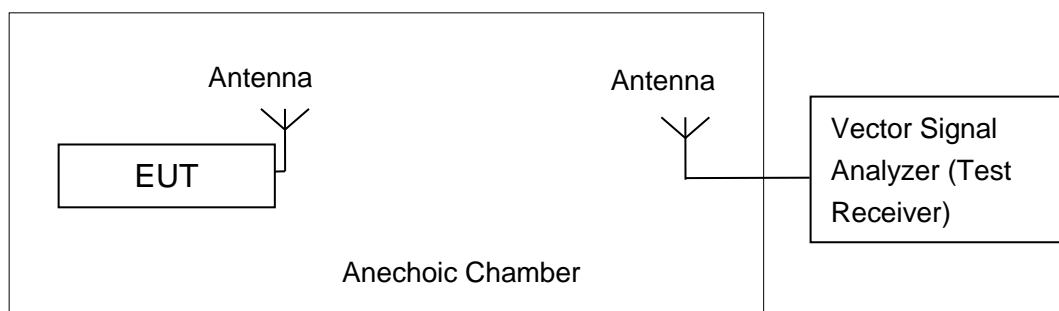 Antenna
Antenna
EUT
Vector Signal
Analyzer (Test
Receiver)
Anechoic Chamber